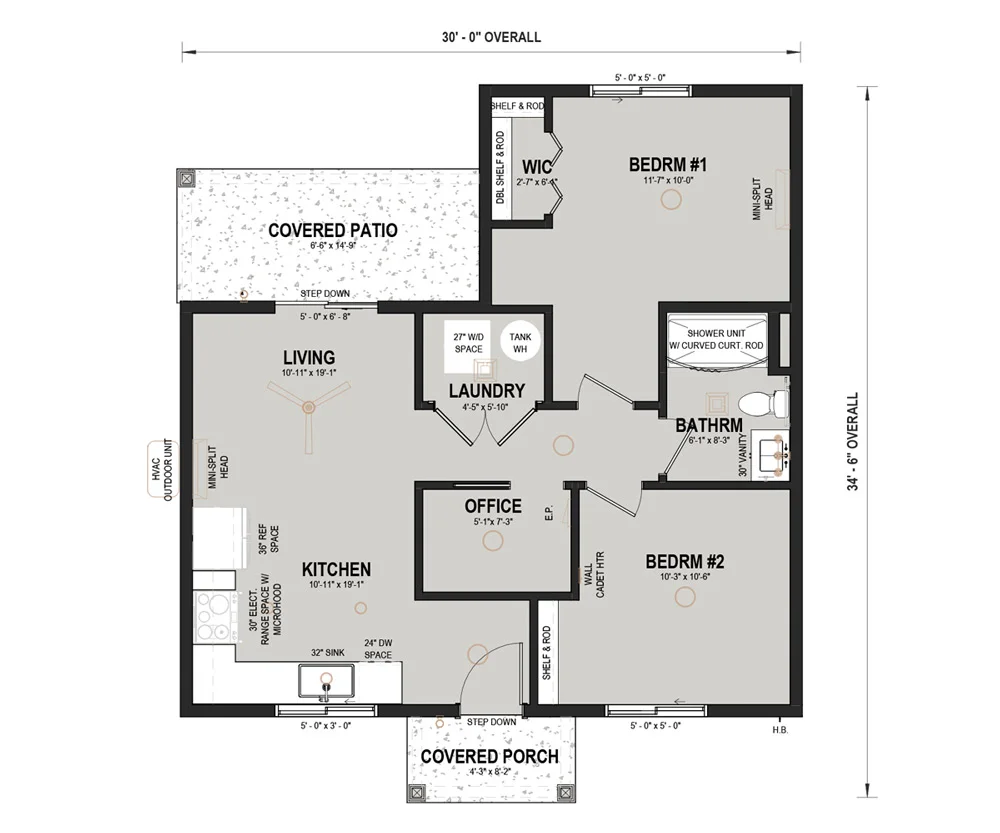 30' - 0" OVERALL
5' - 0" x 5' - 0"
SHELF & ROD
DBL SHELF & ROD
WIC
2'-7" x 6'-4"
BEDRM #1
11'-7" x 10'-0"
MINI-SPLIT
HEAD
COVERED PATIO
6'-6" x 14'-9"
STEP DOWN
5' - 0" x 6' - 8"
27" W/D
SPACE
TANK
WH
SHOWER UNIT
W/ CURVED CURT. ROD
LIVING
10'-11" x 19'-1"
LAUNDRY
4'-5" x 5'-10"
BATHRM
6'-1" x 8'-3"
30" VANITY
34' - 6" OVERALL
HVAC
OUTDOOR UNIT
MINI-SPLIT
HEAD
OFFICE
5'-1" x 7'-3"
E.P.
36" REF
SPACE
KITCHEN
10'-11" x 19'-1"
WALL
CADET HTR
BEDRM #2
10'-3" x 10'-6"
30" ELECT.
RANGE SPACE W/
MICROHOOD
32" SINK
24" DW
SPACE
SHELF & ROD
5' - 0" x 3' - 0"
STEP DOWN
5' - 0" x 5' - 0"
H.B.
COVERED PORCH
4'-3" x 8'-2"